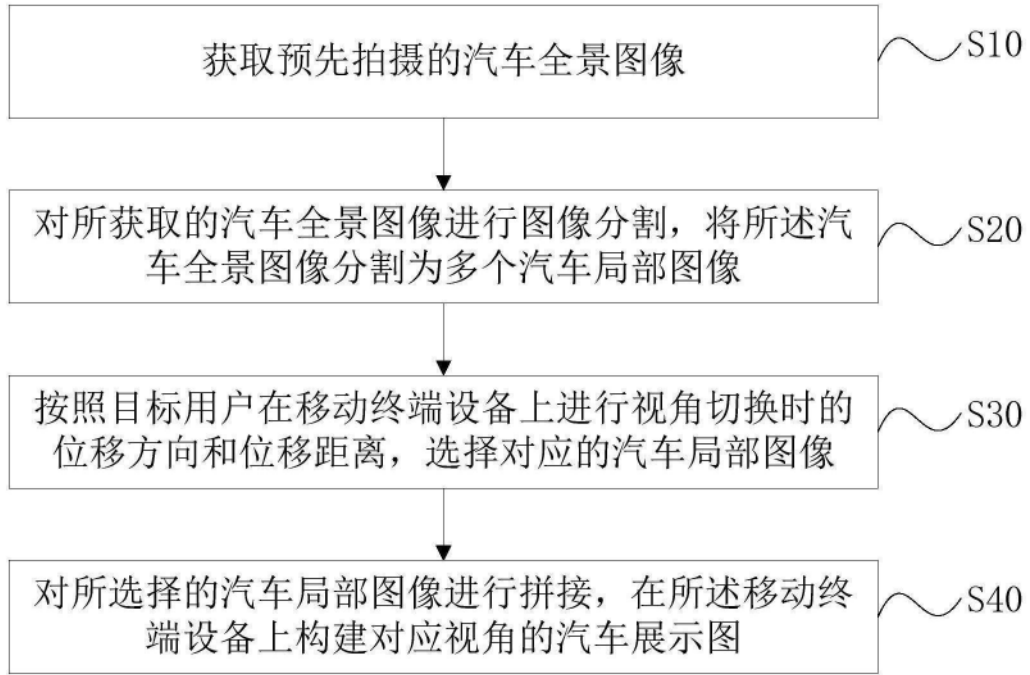 获取预先拍摄的汽车全景图像
S10
对所获取的汽车全景图像进行图像分割，将所述汽
车全景图像分割为多个汽车局部图像
S20
按照目标用户在移动终端设备上进行视角切换时的
位移方向和位移距离，选择对应的汽车局部图像
S30
对所选择的汽车局部图像进行拼接，在所述移动终
端设备上构建对应视角的汽车展示图
S40